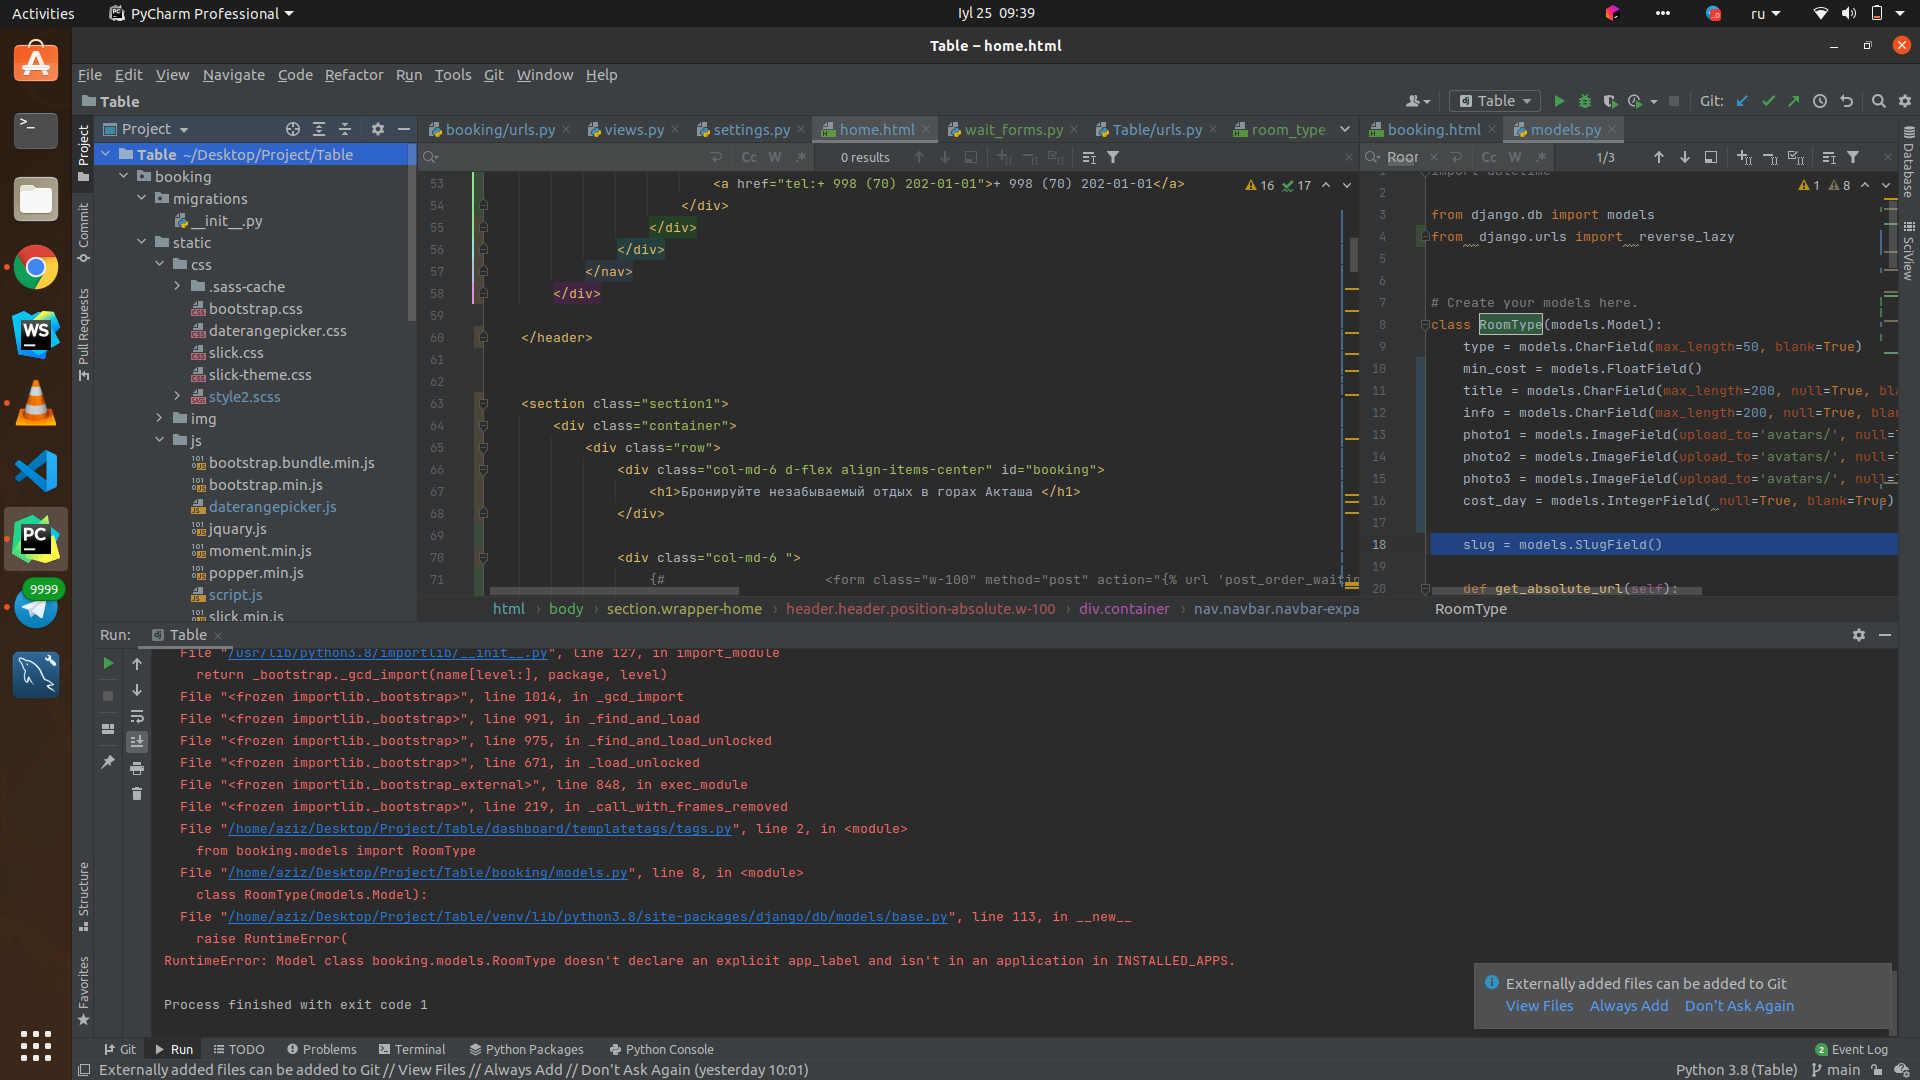 Activities
PyCharm Professional
Iyl 25 09:39
ru
Table – home.html
File Edit View Navigate Code Refactor Run Tools Git Window Help
Table
Table
Git:
Project
booking/urls.py
views.py
settings.py
home.html
wait_forms.py
Table/urls.py
room_type
booking.html
models.py
Table ~/Desktop/Project/Table
booking
migrations
__init__.py
static
css
.sass-cache
bootstrap.css
daterangepicker.css
slick.css
slick-theme.css
style2.scss
img
js
bootstrap.bundle.min.js
bootstrap.min.js
daterangepicker.js
jquary.js
moment.min.js
popper.min.js
script.js
slick.min.js
Project
Commit
Pull Requests
Structure
Favorites
WS
PC
9999
Cc W .*
0 results
53 <a href="tel:+ 998 (70) 202-01-01">+ 998 (70) 202-01-01</a>
16 17
54 </div>
55 </div>
56 </div>
57 </nav>
58 </div>
59
60 </header>
61
62
63 <section class="section1">
64 <div class="container">
65 <div class="row">
66 <div class="col-md-6 d-flex align-items-center" id="booking">
67 <h1>Бронируйте незабываемый отдых в горах Акташа </h1>
68 </div>
69
70 <div class="col-md-6 ">
71 {# <form class="w-100" method="post" action="{% url 'post_order_waitin
html › body › section.wrapper-home › header.header.position-absolute.w-100 › div.container › nav.navbar.navbar-expa
Roor
Cc W .*
1/3
1 import datetime
1 8
2
3 from django.db import models
4 from django.urls import reverse_lazy
5
6
7 # Create your models here.
8 class RoomType(models.Model):
9 type = models.CharField(max_length=50, blank=True)
10 min_cost = models.FloatField()
11 title = models.CharField(max_length=200, null=True, bla
12 info = models.CharField(max_length=200, null=True, blan
13 photo1 = models.ImageField(upload_to='avatars/', null=T
14 photo2 = models.ImageField(upload_to='avatars/', null=T
15 photo3 = models.ImageField(upload_to='avatars/', null=T
16 cost_day = models.IntegerField( null=True, blank=True)
17
18 slug = models.SlugField()
19
20 def get_absolute_url(self):
RoomType
Database
SciView
Run: Table
File "/usr/lib/python3.8/importlib/__init__.py", line 127, in import_module
return _bootstrap._gcd_import(name[level:], package, level)
File "<frozen importlib._bootstrap>", line 1014, in _gcd_import
File "<frozen importlib._bootstrap>", line 991, in _find_and_load
File "<frozen importlib._bootstrap>", line 975, in _find_and_load_unlocked
File "<frozen importlib._bootstrap>", line 671, in _load_unlocked
File "<frozen importlib._bootstrap_external>", line 848, in exec_module
File "<frozen importlib._bootstrap>", line 219, in _call_with_frames_removed
File "/home/aziz/Desktop/Project/Table/dashboard/templatetags/tags.py", line 2, in <module>
from booking.models import RoomType
File "/home/aziz/Desktop/Project/Table/booking/models.py", line 8, in <module>
class RoomType(models.Model):
File "/home/aziz/Desktop/Project/Table/venv/lib/python3.8/site-packages/django/db/models/base.py", line 113, in __new__
raise RuntimeError(
RuntimeError: Model class booking.models.RoomType doesn't declare an explicit app_label and isn't in an application in INSTALLED_APPS.
Process finished with exit code 1
Externally added files can be added to Git
View Files Always Add Don't Ask Again
Git Run TODO Problems Terminal Python Packages Python Console
2 Event Log
Externally added files can be added to Git // View Files // Always Add // Don't Ask Again (yesterday 10:01)
Python 3.8 (Table) main